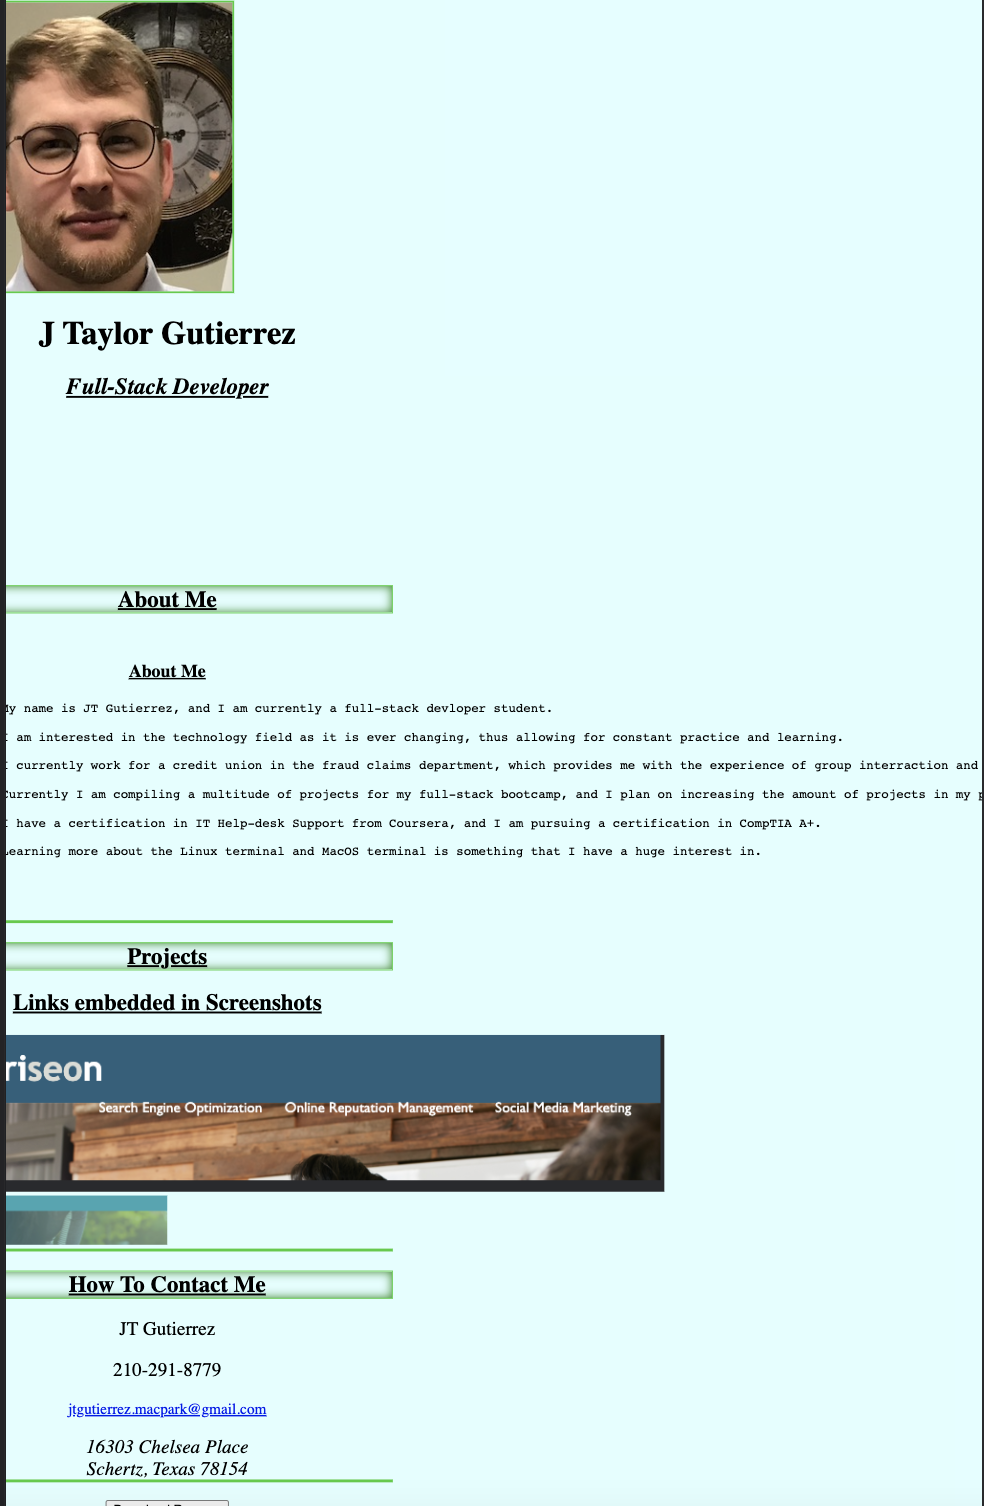 J Taylor Gutierrez
Full-Stack Developer
About Me
About Me
My name is JT Gutierrez, and I am currently a full-stack devloper student.
I am interested in the technology field as it is ever changing, thus allowing for constant practice and learning.
I currently work for a credit union in the fraud claims department, which provides me with the experience of group interraction and
Currently I am compiling a multitude of projects for my full-stack bootcamp, and I plan on increasing the amount of projects in my
I have a certification in IT Help-desk Support from Coursera, and I am pursuing a certification in CompTIA A+.
Learning more about the Linux terminal and MacOS terminal is something that I have a huge interest in.
Projects
Links embedded in Screenshots
riseon
Search Engine Optimization Online Reputation Management Social Media Marketing
How To Contact Me
JT Gutierrez
210-291-8779
jtgutierrez.macpark@gmail.com
16303 Chelsea Place
Schertz, Texas 78154